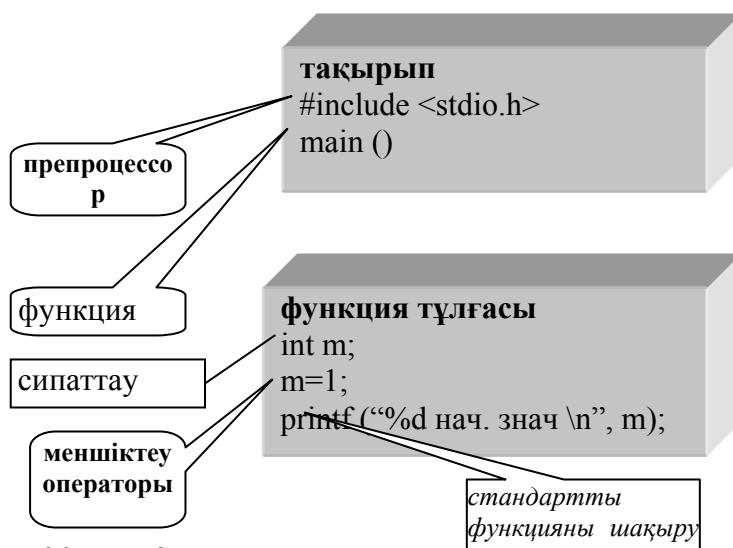 тақырып
#include <stdio.h>
main ()
препроцессо
р
функция
функция тұлғасы
int m;
сипаттау
m=1;
printf (“%d нач. знач \n”, m);
меншіктеу
операторы
стандартты
функцияны шақыру